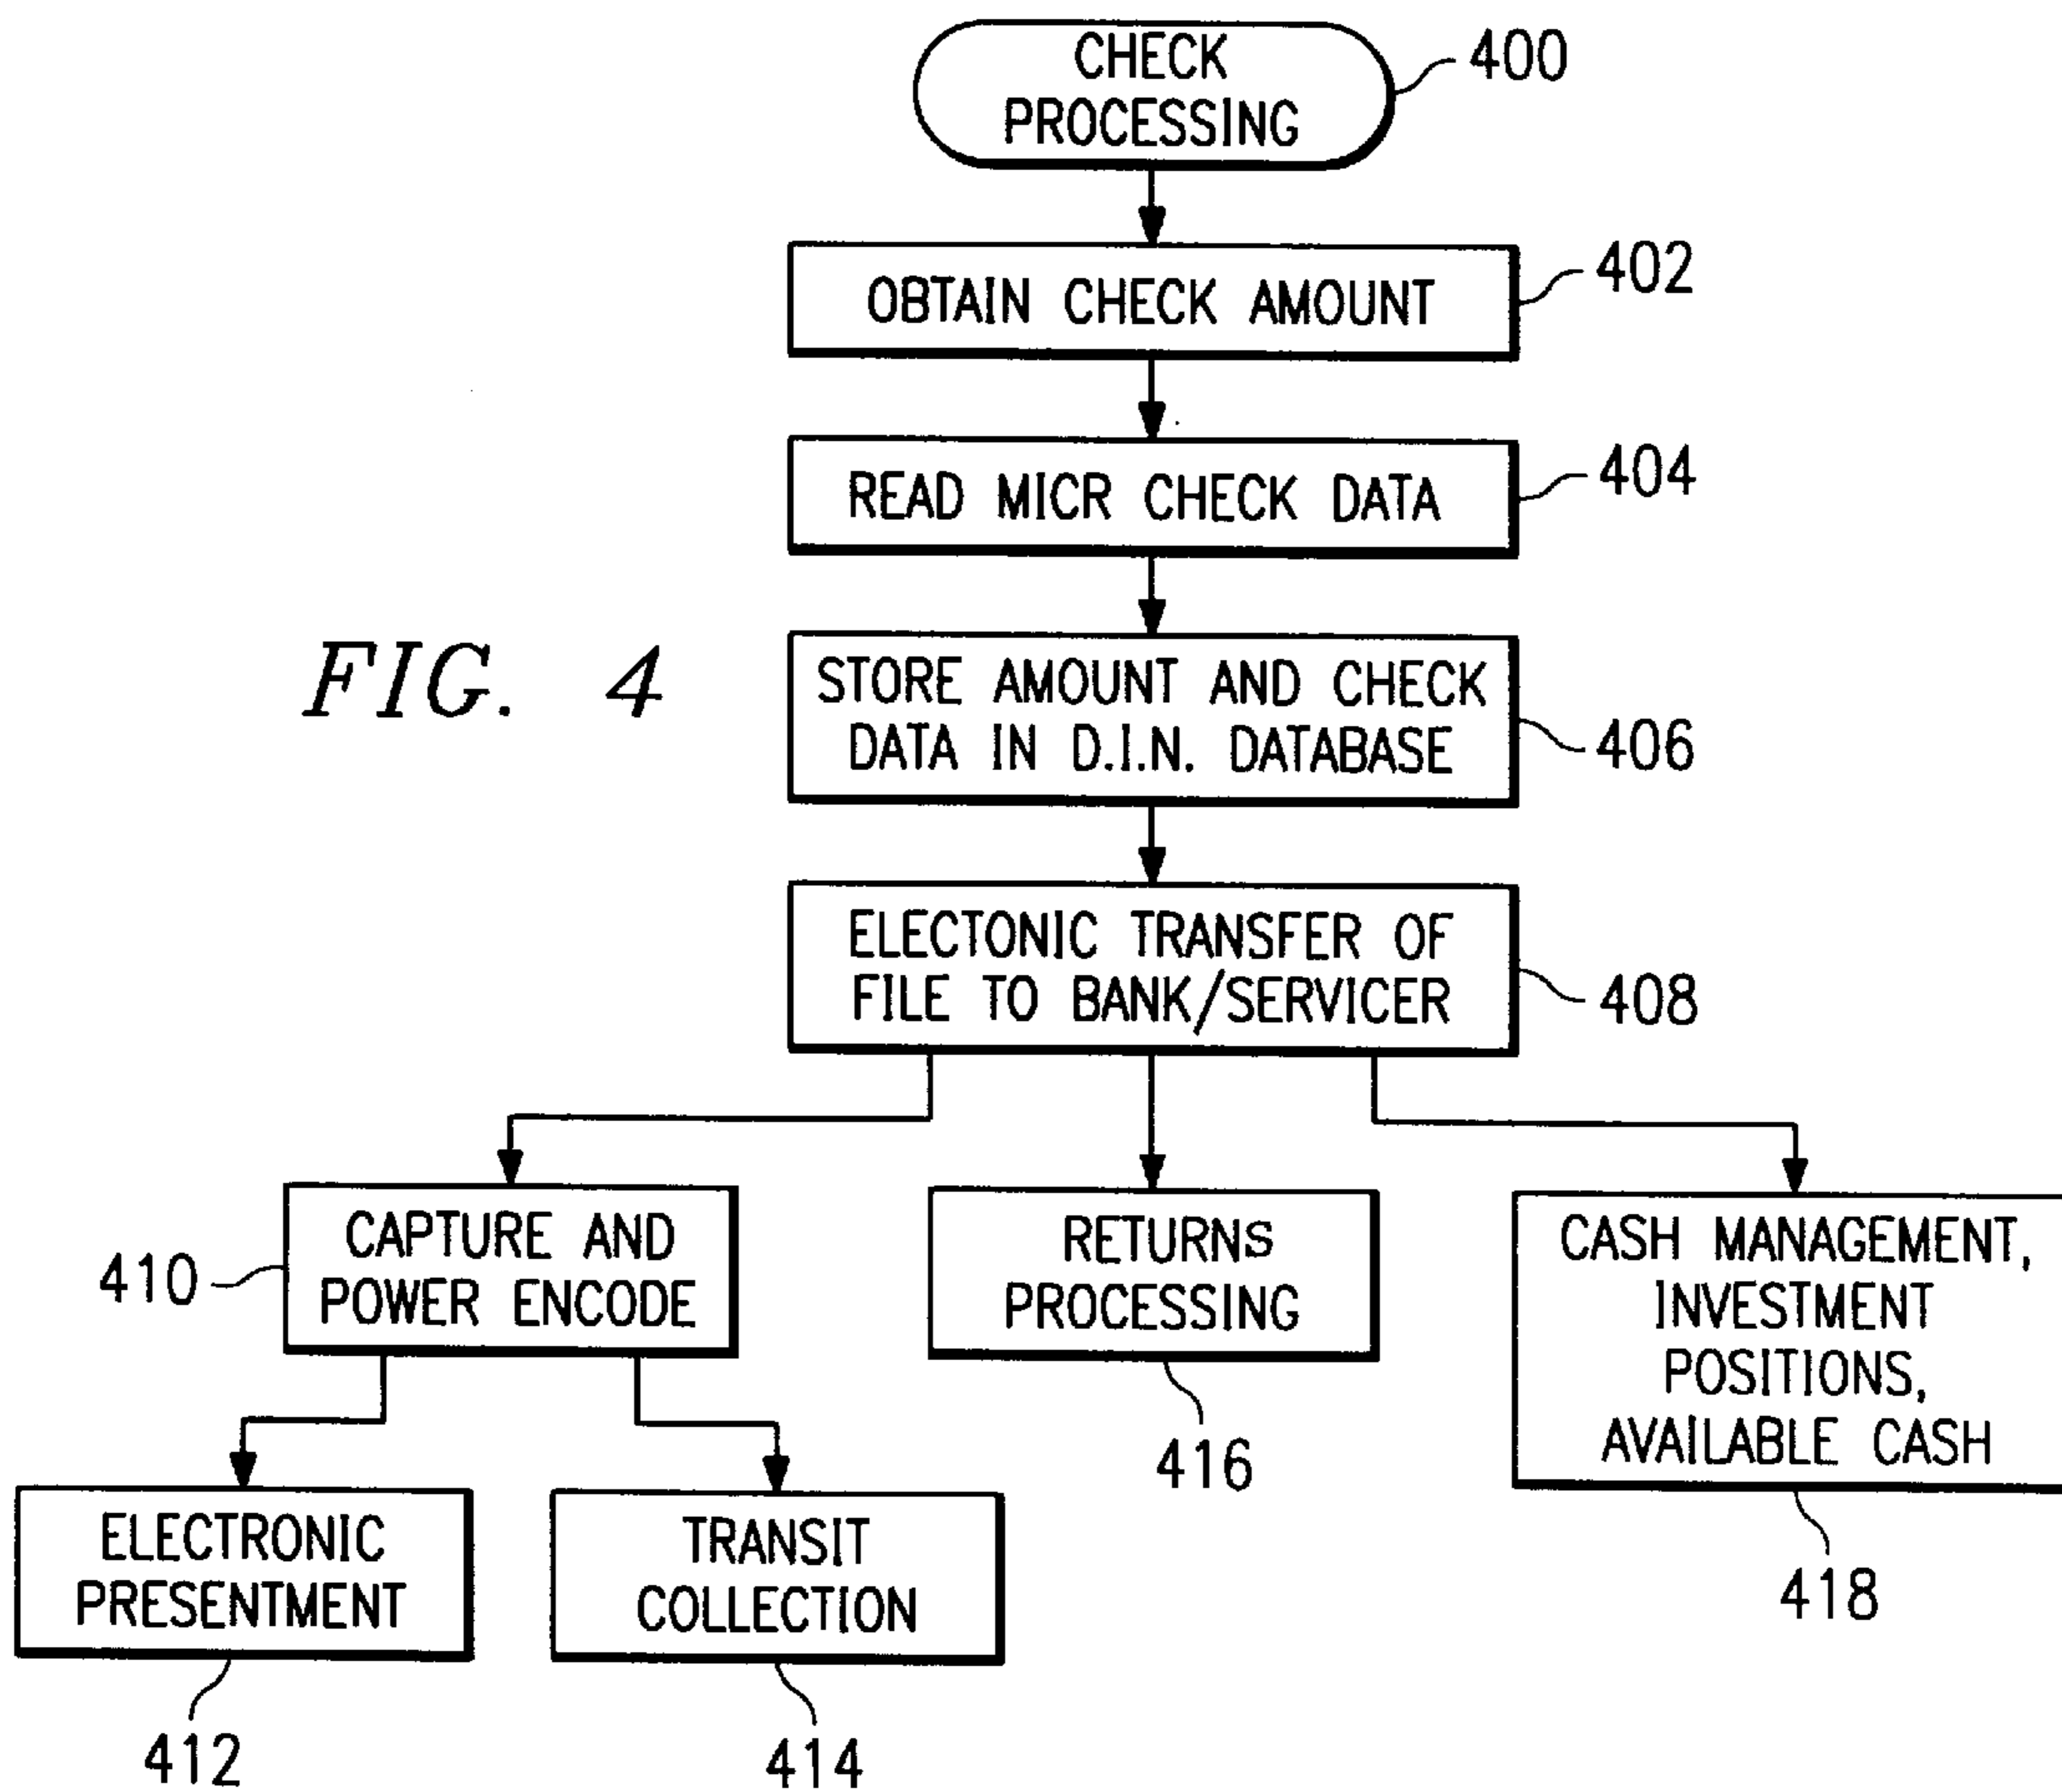 CHECK
PROCESSING
400
OBTAIN CHECK AMOUNT
402
READ MICR CHECK DATA
404
FIG. 4
STORE AMOUNT AND CHECK
DATA IN D.I.N. DATABASE
406
ELECTONIC TRANSFER OF
FILE TO BANK/SERVICER
408
410
CAPTURE AND
POWER ENCODE
RETURNS
PROCESSING
416
CASH MANAGEMENT,
INVESTMENT
POSITIONS,
AVAILABLE CASH
418
ELECTRONIC
PRESENTMENT
412
TRANSIT
COLLECTION
414